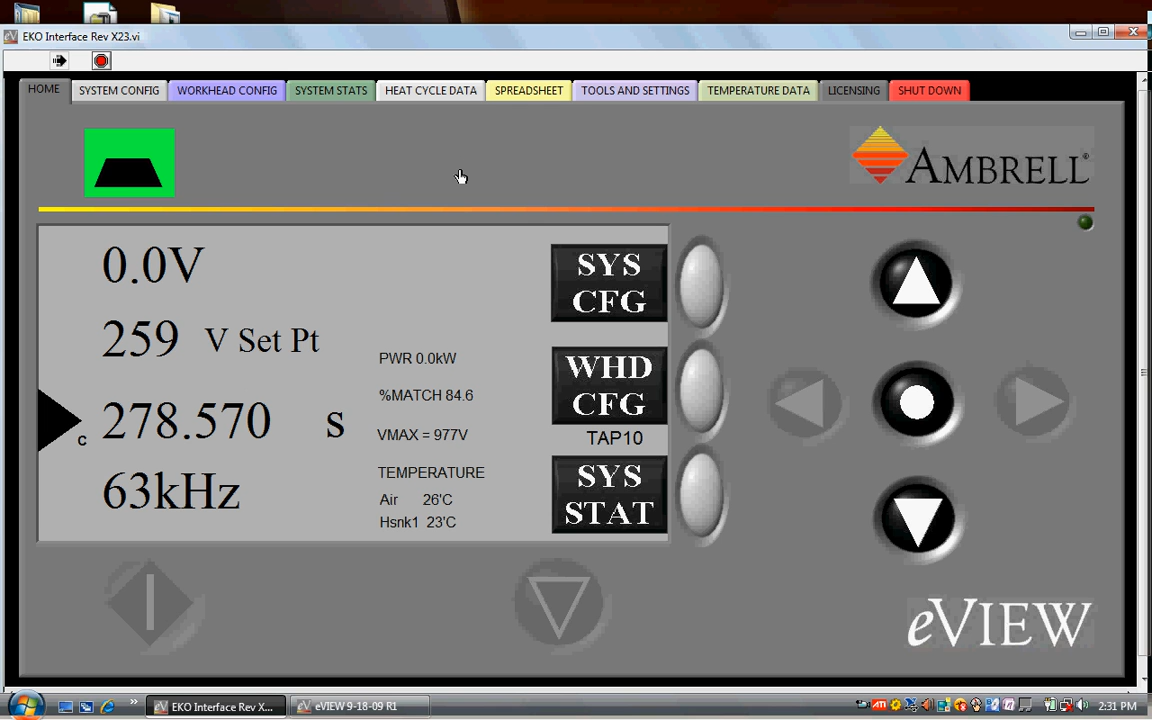 EKO Interface Rev X23.vi
HOME
SYSTEM CONFIG
WORKHEAD CONFIG
SYSTEM STATS
HEAT CYCLE DATA
SPREADSHEET
TOOLS AND SETTINGS
TEMPERATURE DATA
LICENSING
SHUT DOWN
AMBRELL®
0.0V
259 V Set Pt
C 278.570 s
63kHz
PWR 0.0kW
%MATCH 84.6
VMAX = 977V
TEMPERATURE
Air 26'C
Hsnk1 23'C
SYS
CFG
WHD
CFG
TAP10
SYS
STAT
eVIEW
EKO Interface Rev X...
eVIEW 9-18-09 R1
ATI
2:31 PM